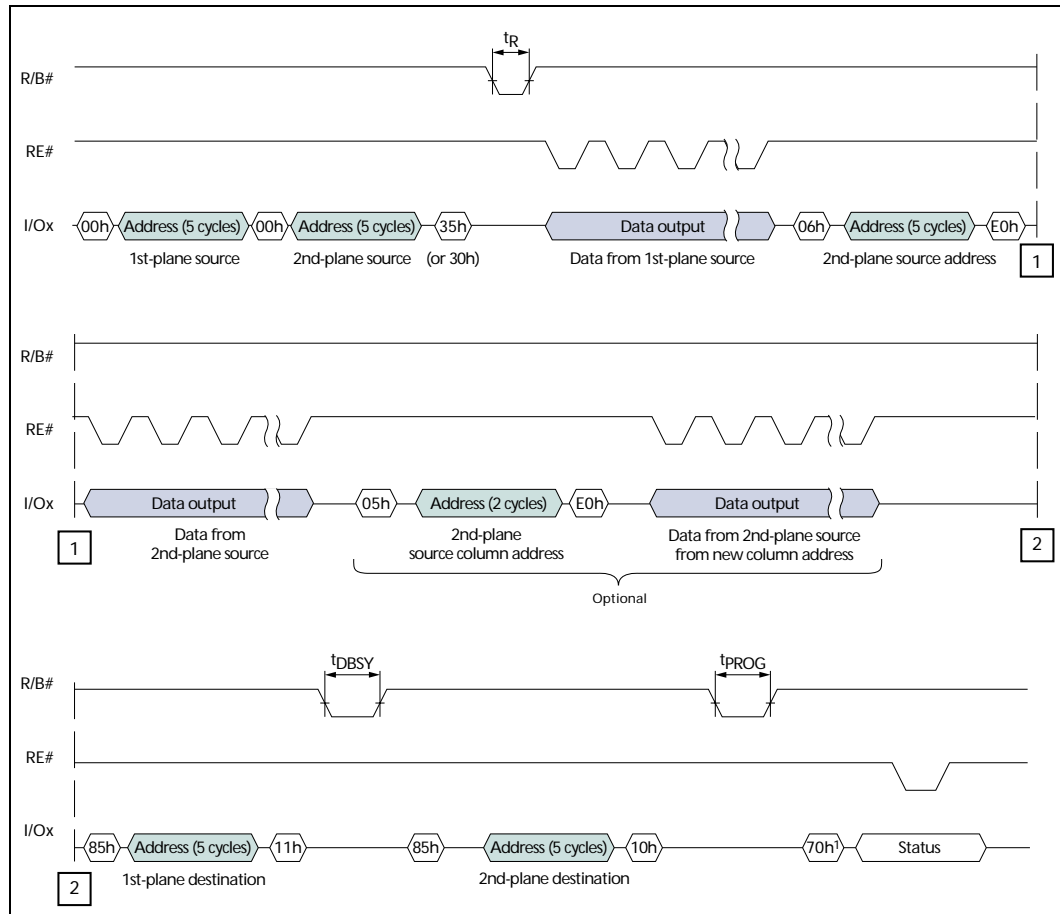 tR
R/B#
RE#
I/Ox 00h Address (5 cycles) 00h Address (5 cycles) 35h Data output 06h Address (5 cycles) E0h
1st-plane source 2nd-plane source (or 30h) Data from 1st-plane source 2nd-plane source address
1
R/B#
RE#
I/Ox Data output 05h Address (2 cycles) E0h Data output
1 Data from 2nd-plane Data from 2nd-plane source 2
2nd-plane source source column address from new column address
Optional
tDBSY tPROG
R/B#
RE#
I/Ox
85h Address (5 cycles) 11h 85h Address (5 cycles) 10h 70h1 Status
1st-plane destination 2nd-plane destination
2